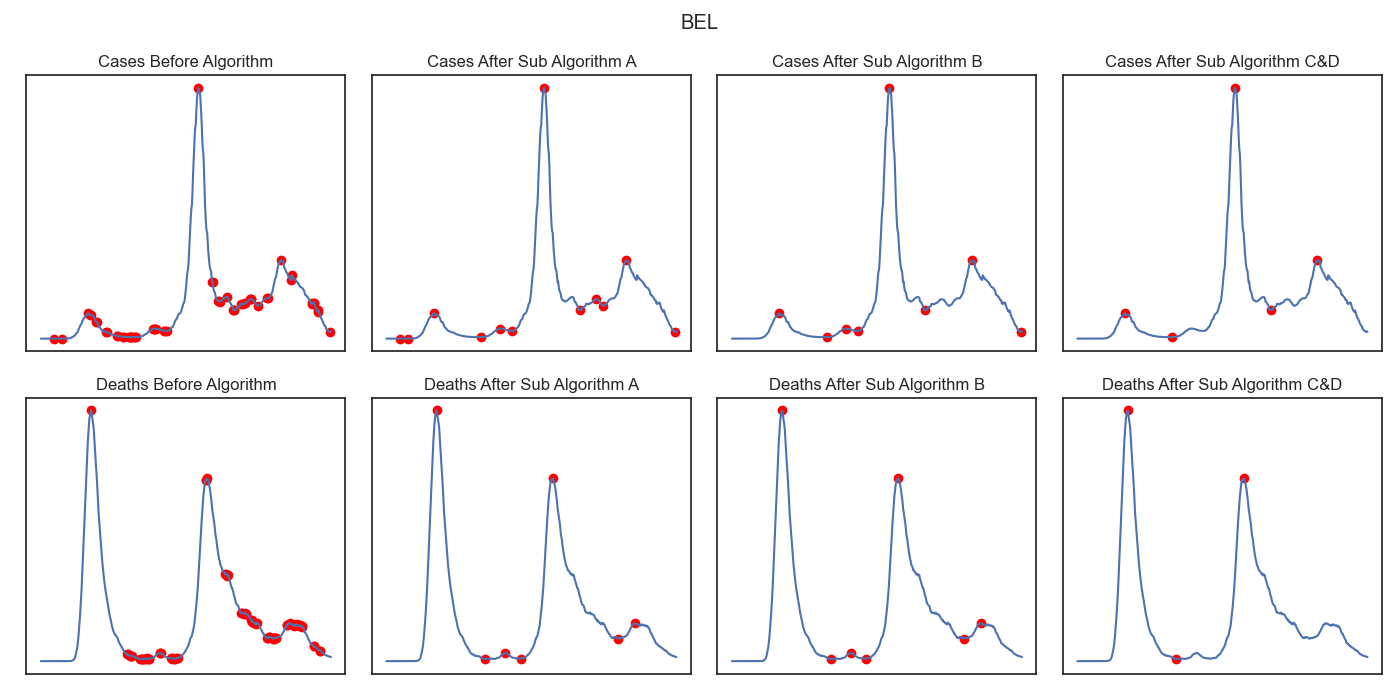 BEL
Cases Before Algorithm
Cases After Sub Algorithm A
Cases After Sub Algorithm B
Cases After Sub Algorithm C&D
Deaths Before Algorithm
Deaths After Sub Algorithm A
Deaths After Sub Algorithm B
Deaths After Sub Algorithm C&D